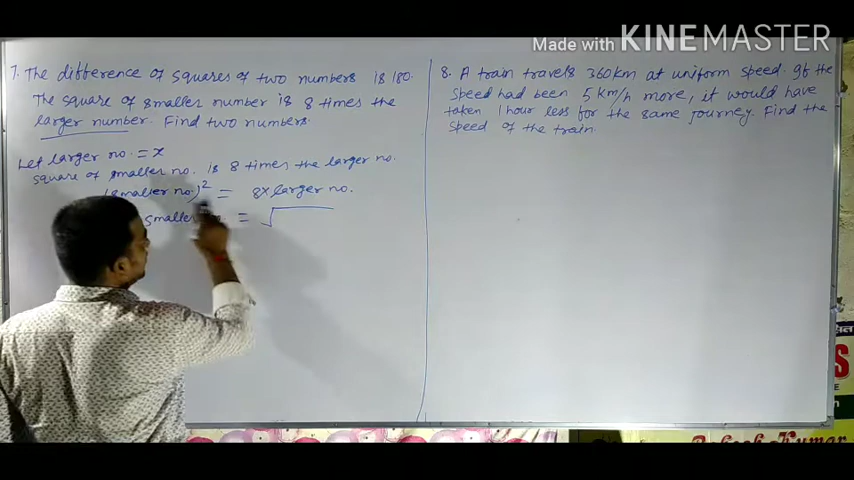 Made with KINEMASTER
7. The difference of squares of two numbers is 180.
The square of smaller number is 8 times the
larger number. Find two numbers.
Let larger no. = x
square of smaller no. is 8 times the larger no.
(smaller no.)² = 8x larger no.
smaller no. = √
8. A train travels 360km at uniform speed. If the
speed had been 5 km/h more, it would have
taken 1 hour less for the same journey. Find the
speed of the train.
Rakesh Kumar